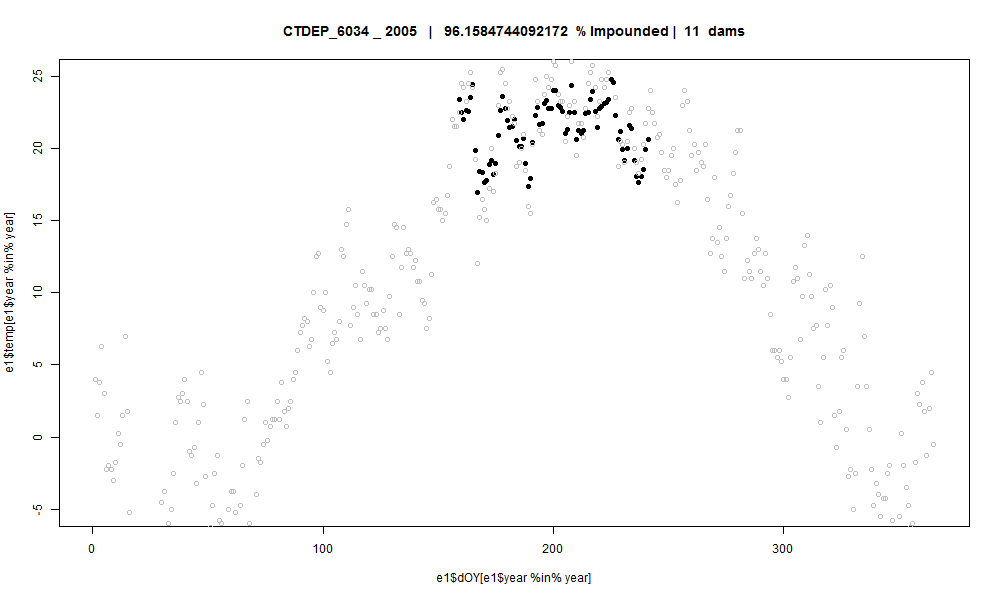 CTDEP_6034 _ 2005 | 96.1584744092172 % Impounded | 11 dams
e1$temp[e1$year %in% year]
25
20
15
10
5
0
-5
0 100 200 300
e1$dOY[e1$year %in% year]